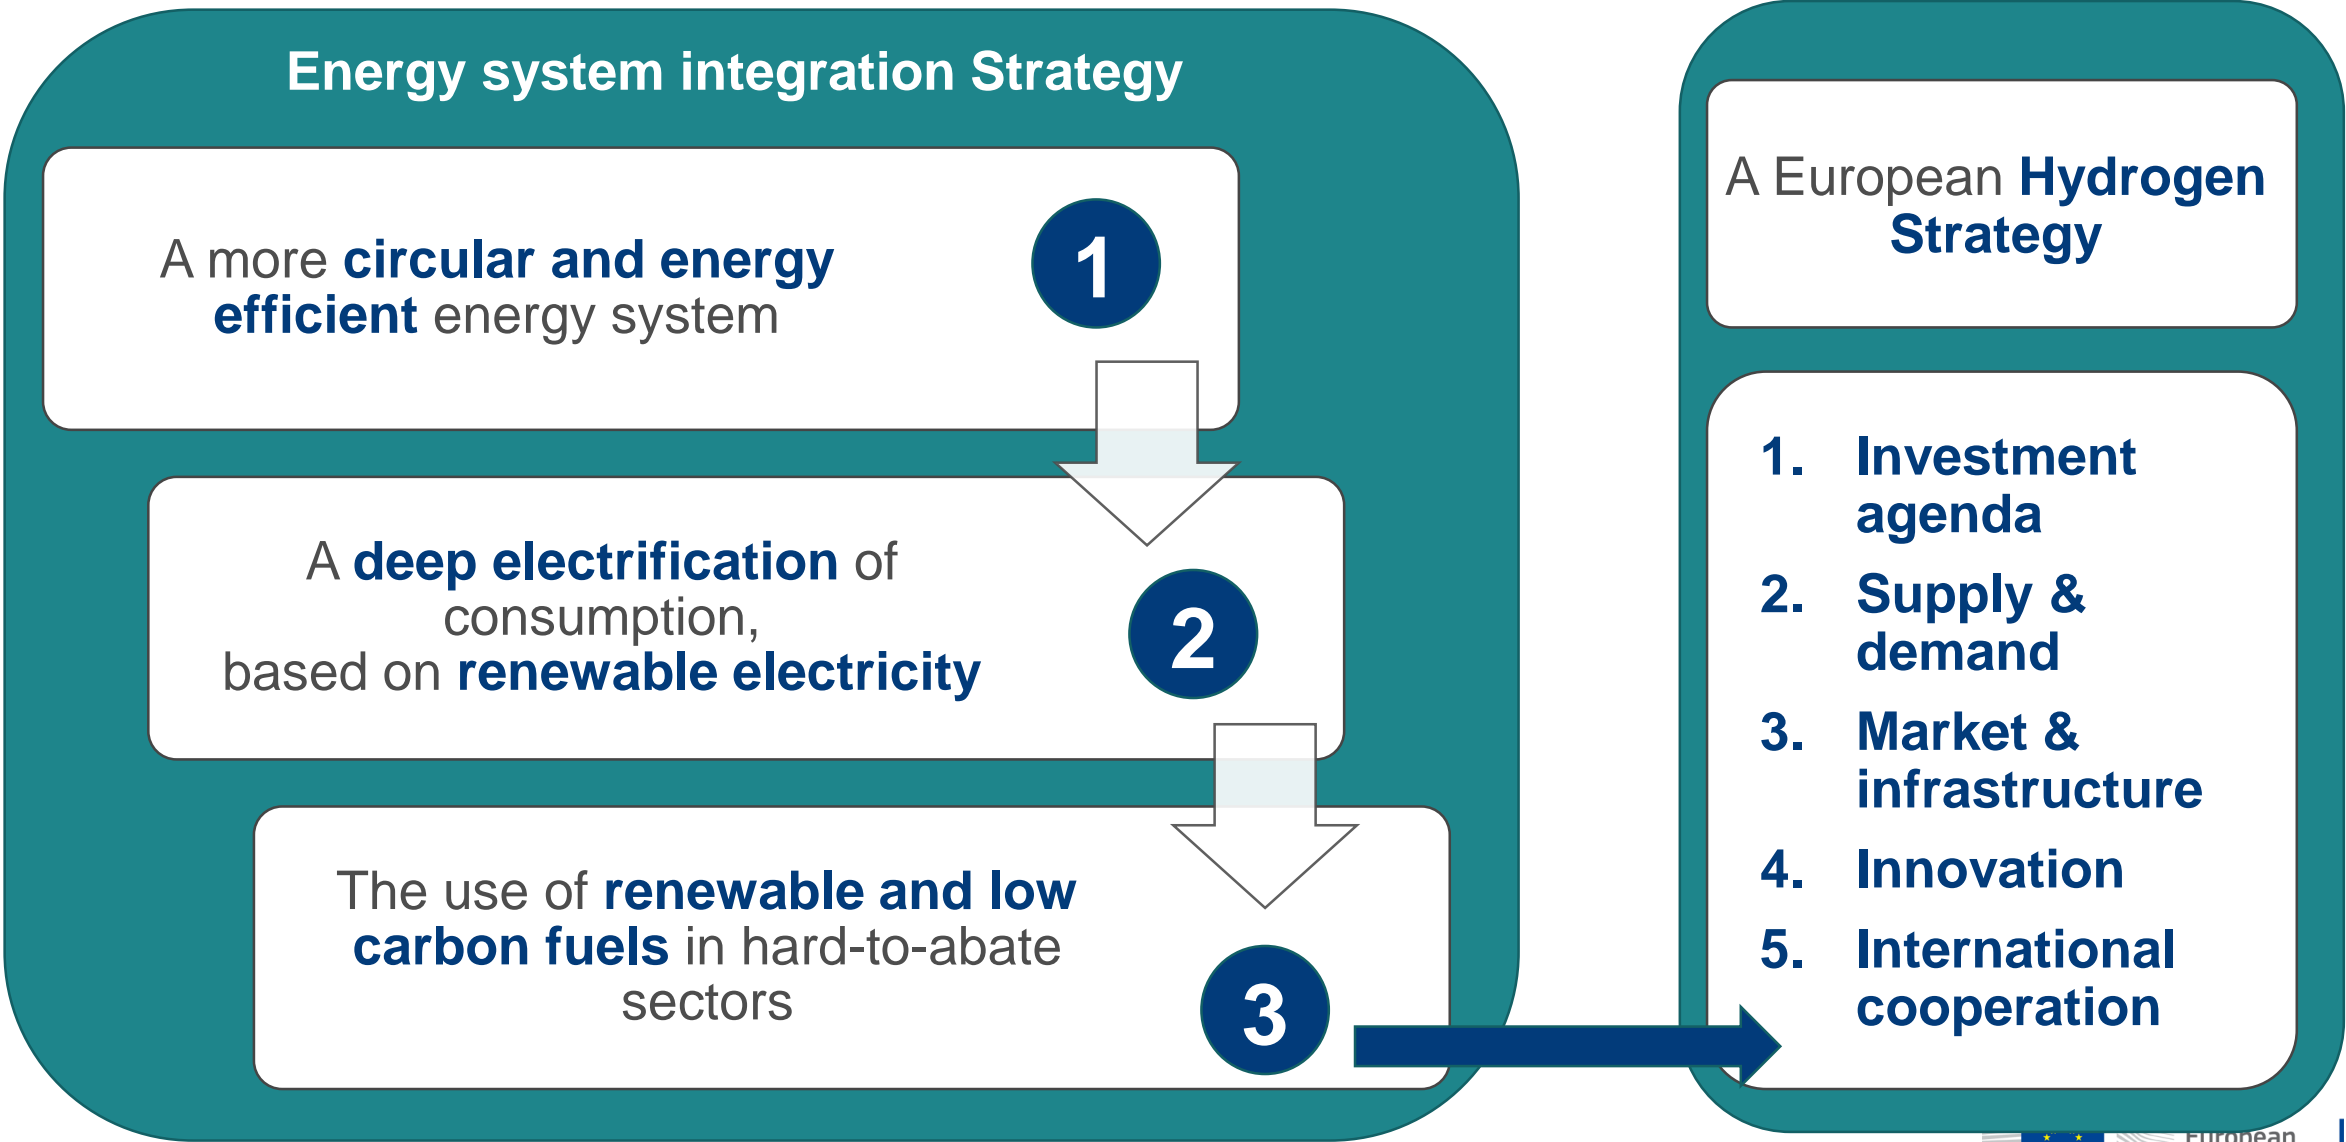 Energy system integration Strategy
A more circular and energy
efficient energy system
1
A deep electrification of
consumption,
based on renewable electricity
2
The use of renewable and low
carbon fuels in hard-to-abate
sectors
3
A European Hydrogen
Strategy
1. Investment
agenda
2. Supply &
demand
3. Market &
infrastructure
4. Innovation
5. International
cooperation
European